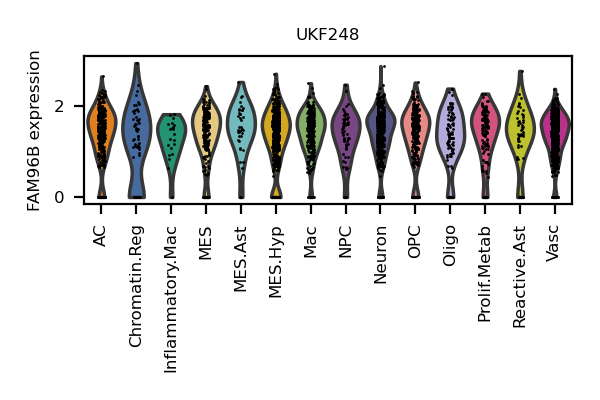 UKF248
FAM96B expression
2
0
AC
Chromatin.Reg
Inflammatory.Mac
MES
MES.Ast
MES.Hyp
Mac
NPC
Neuron
OPC
Oligo
Prolif.Metab
Reactive.Ast
Vasc